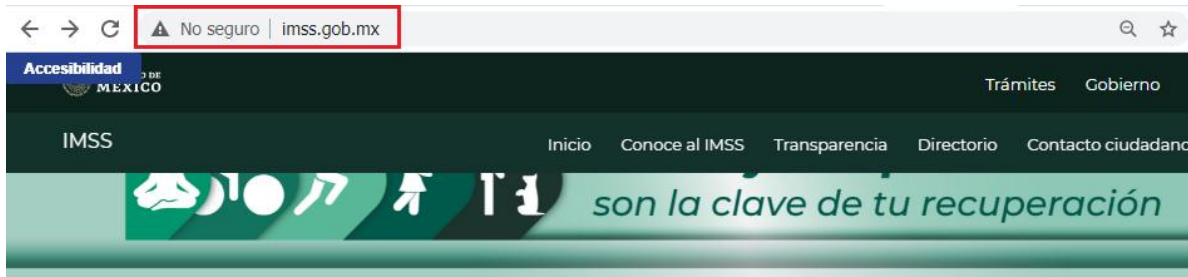 No seguro | imss.gob.mx
Accesibilidad
O DE
MÉXICO
Trámites Gobierno
IMSS
Inicio Conoce al IMSS Transparencia Directorio Contacto ciudadano
son la clave de tu recuperación